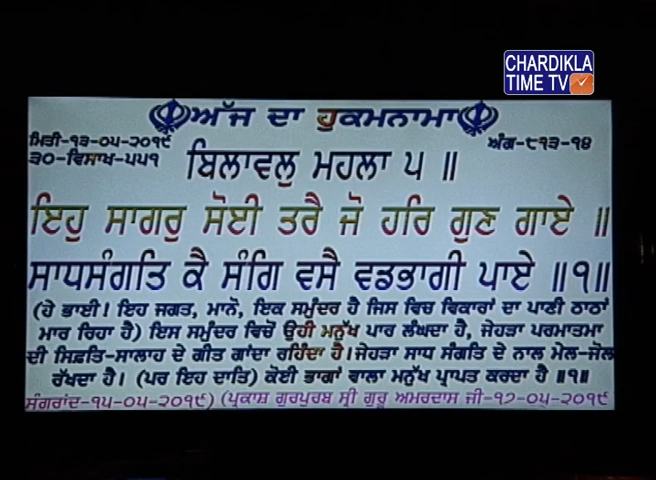 CHARDIKLA
TIME TV
ਅੱਜ ਦਾ ਹੁਕਮਨਾਮਾ
ਮਿਤੀ-੧੩-੦੫-੨੦੧੯
੩੦-ਵਿਸਾਖ-੫੫੧
ਅੰਗ-੮੧੩-੧੪
ਬਿਲਾਵਲੁ ਮਹਲਾ ੫ ॥
ਇਹੁ ਸਾਗਰੁ ਸੋਈ ਤਰੈ ਜੋ ਹਰਿ ਗੁਣ ਗਾਏ ॥
ਸਾਧਸੰਗਤਿ ਕੈ ਸੰਗਿ ਵਸੈ ਵਡਭਾਗੀ ਪਾਏ ॥੧॥
(ਹੇ ਭਾਈ! ਇਹ ਜਗਤ, ਮਾਨੋ, ਇਕ ਸਮੁੰਦਰ ਹੈ ਜਿਸ ਵਿਚ ਵਿਕਾਰਾਂ ਦਾ ਪਾਣੀ ਠਾਠਾਂ
ਮਾਰ ਰਿਹਾ ਹੈ) ਇਸ ਸਮੁੰਦਰ ਵਿਚੋਂ ਉਹੀ ਮਨੁੱਖ ਪਾਰ ਲੰਘਦਾ ਹੈ, ਜੇਹੜਾ ਪਰਮਾਤਮਾ
ਦੀ ਸਿਫ਼ਤਿ-ਸਾਲਾਹ ਦੇ ਗੀਤ ਗਾਂਦਾ ਰਹਿੰਦਾ ਹੈ। ਜੇਹੜਾ ਸਾਧ ਸੰਗਤਿ ਦੇ ਨਾਲ ਮੇਲ-ਜੋਲ
ਰੱਖਦਾ ਹੈ। (ਪਰ ਇਹ ਦਾਤਿ) ਕੋਈ ਭਾਗਾਂ ਵਾਲਾ ਮਨੁੱਖ ਪ੍ਰਾਪਤ ਕਰਦਾ ਹੈ ॥੧॥
ਸੰਗਰਾਂਦ-੧੫-੦੫-੨੦੧੯) (ਪ੍ਰਕਾਸ਼ ਗੁਰਪੁਰਬ ਸ੍ਰੀ ਗੁਰੂ ਅਮਰਦਾਸ ਜੀ-੧੭-੦੫-੨੦੧੯